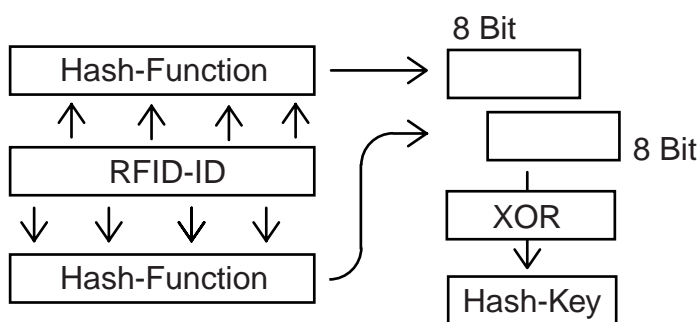 8 Bit
Hash-Function
RFID-ID
8 Bit
XOR
Hash-Function
Hash-Key